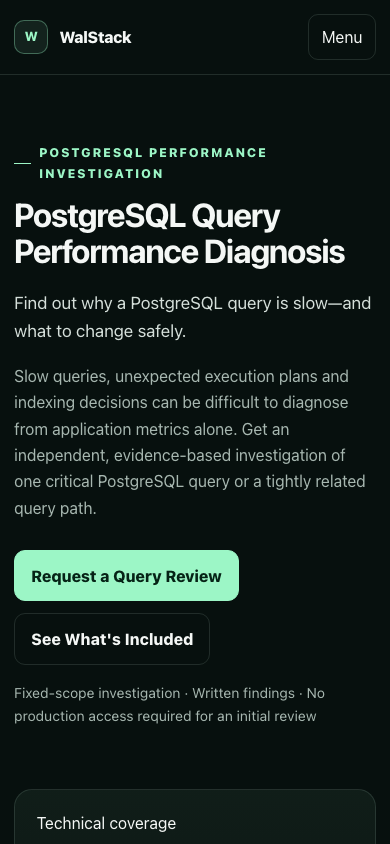 W WalStack Menu
POSTGRESQL PERFORMANCE
INVESTIGATION
PostgreSQL Query
Performance Diagnosis
Find out why a PostgreSQL query is slow—and
what to change safely.
Slow queries, unexpected execution plans and
indexing decisions can be difficult to diagnose
from application metrics alone. Get an
independent, evidence-based investigation of
one critical PostgreSQL query or a tightly related
query path.
Request a Query Review
See What's Included
Fixed-scope investigation · Written findings · No
production access required for an initial review
Technical coverage